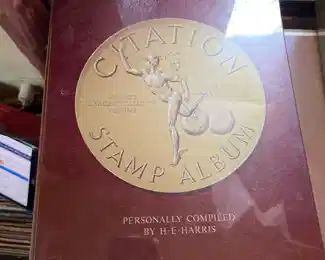 CITATION
STAMP ALBUM
PERSONALLY COMPILED
BY H·E·HARRIS